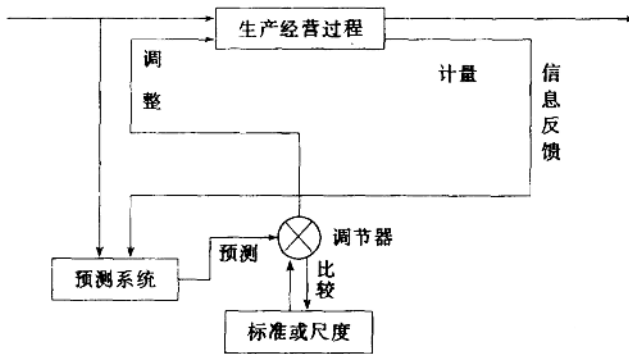 生产经营过程
调整
计量
信息反馈
调节器
预测
比较
预测系统
标准或尺度